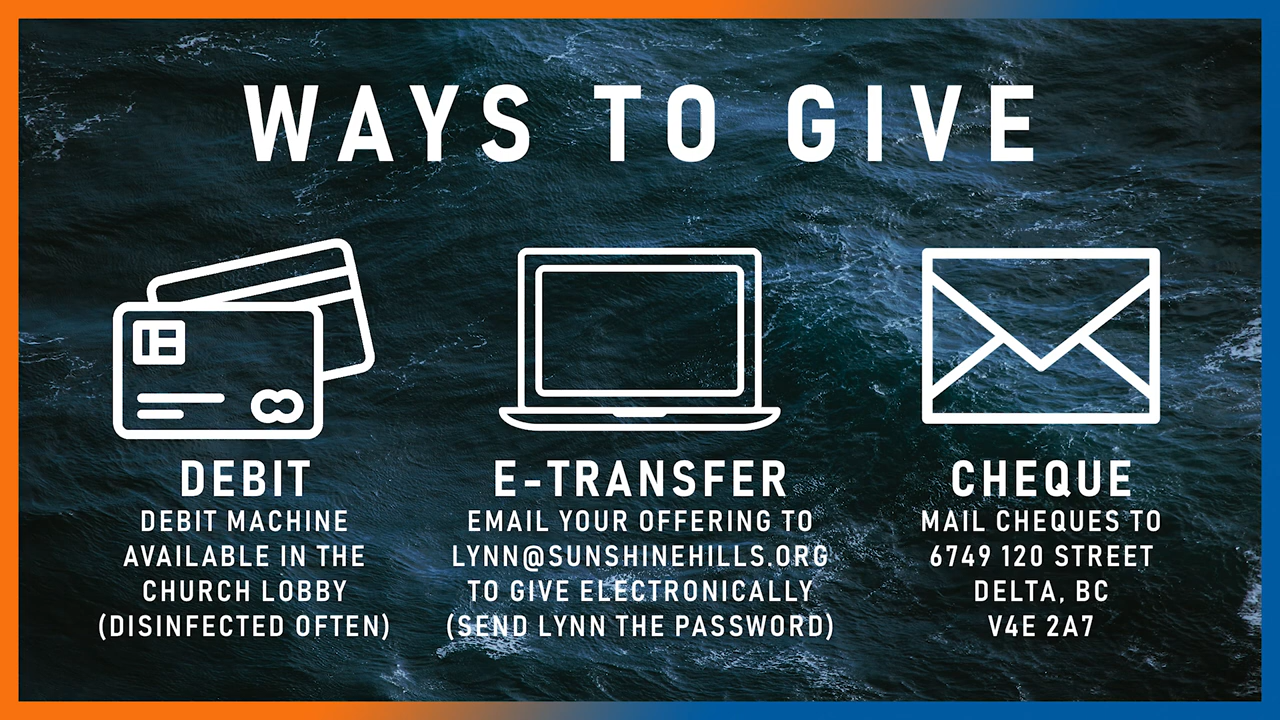 WAYS TO GIVE
DEBIT
DEBIT MACHINE
AVAILABLE IN THE
CHURCH LOBBY
(DISINFECTED OFTEN)
E-TRANSFER
EMAIL YOUR OFFERING TO
LYNN@SUNSHINEHILLS.ORG
TO GIVE ELECTRONICALLY
(SEND LYNN THE PASSWORD)
CHEQUE
MAIL CHEQUES TO
6749 120 STREET
DELTA, BC
V4E 2A7